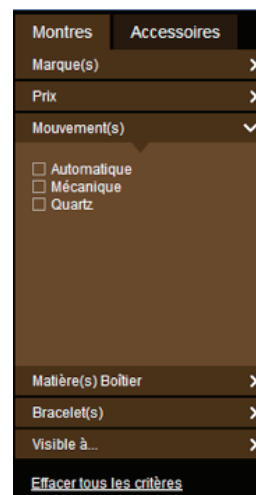 Montres Accessoires
Marque(s)
Prix
Mouvement(s)
Automatique
Mécanique
Quartz
Matière(s) Boîtier
Bracelet(s)
Visible à...
Effacer tous les critères